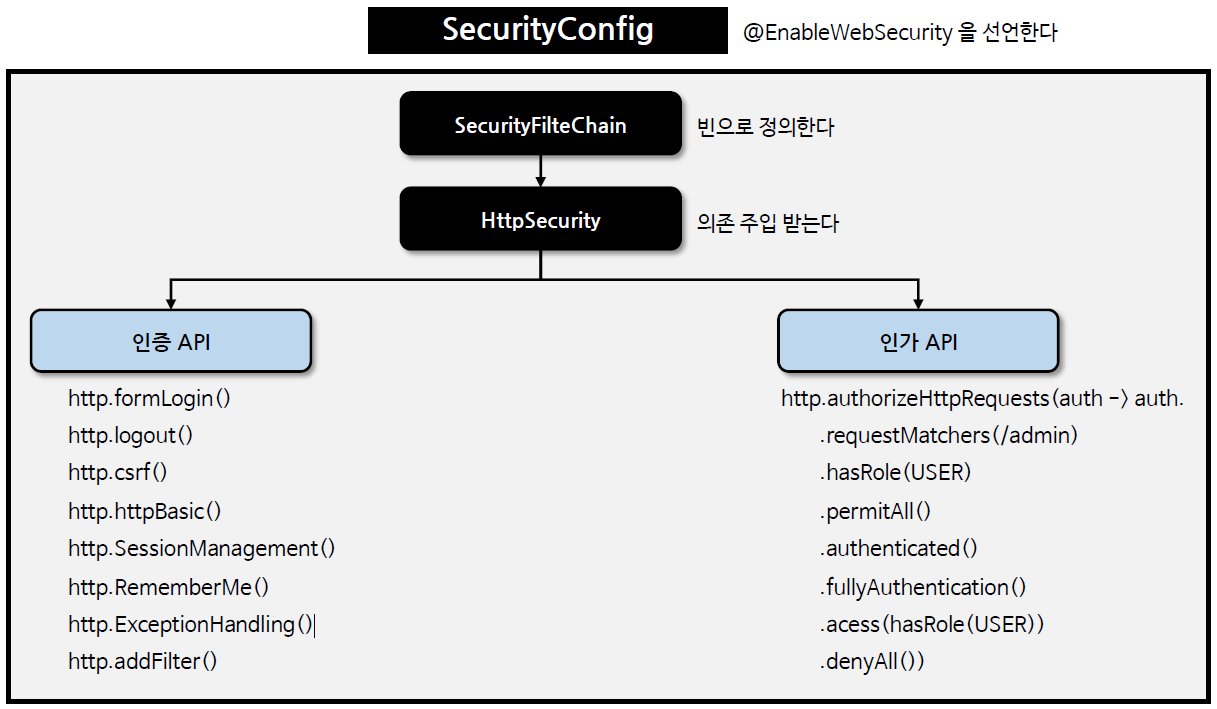 SecurityConfig
@EnableWebSecurity 을 선언한다
SecurityFilteChain
빈으로 정의한다
HttpSecurity
의존 주입 받는다
인증 API
http.formLogin()
http.logout()
http.csrf()
http.httpBasic()
http.SessionManagement()
http.RememberMe()
http.ExceptionHandling()
http.addFilter()
인가 API
http.authorizeHttpRequests(auth -> auth.
.requestMatchers(/admin)
.hasRole(USER)
.permitAll()
.authenticated()
.fullyAuthentication()
.acess(hasRole(USER))
.denyAll())